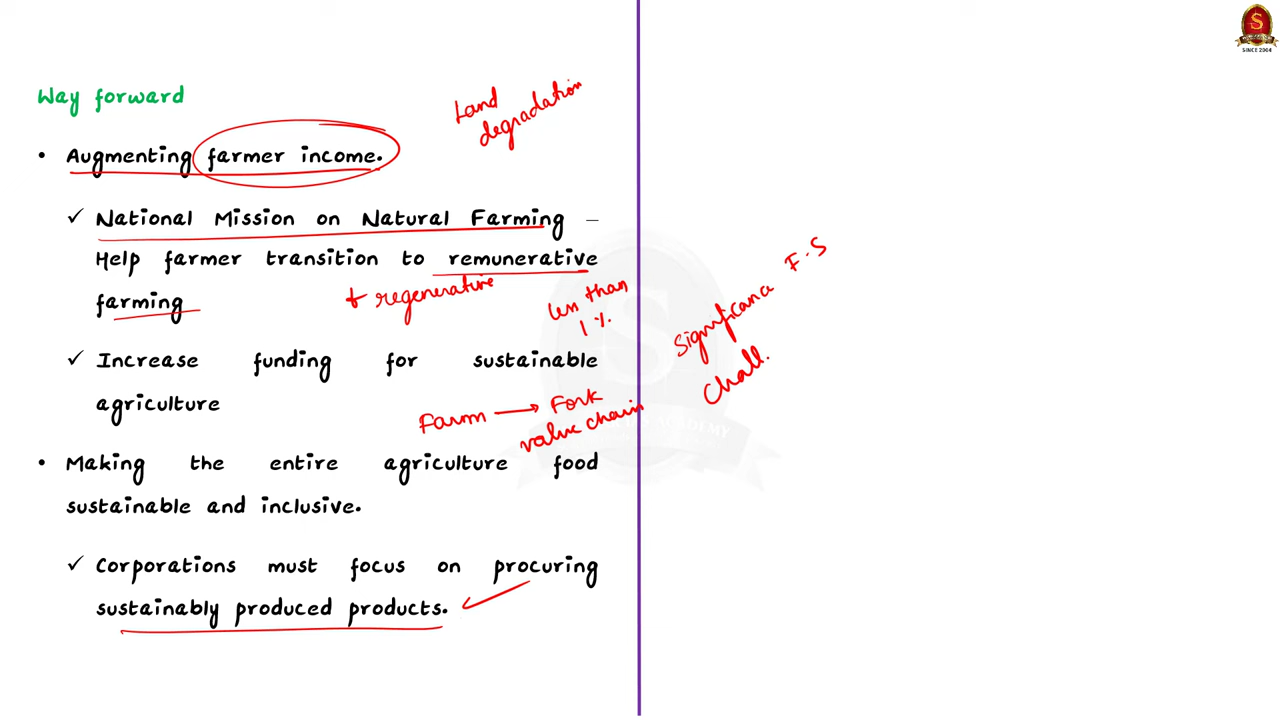 Way forward
Land
degradation
• Augmenting farmer income.
✓ National Mission on Natural Farming –
Help farmer transition to remunerative
farming
+ regenerative
less than
1 %
✓ Increase funding for sustainable
agriculture
Farm → Fork
value chain
• Making the entire agriculture food
sustainable and inclusive.
✓ Corporations must focus on procuring
sustainably produced products.
F.S
Chall.
S
SINCE 2004